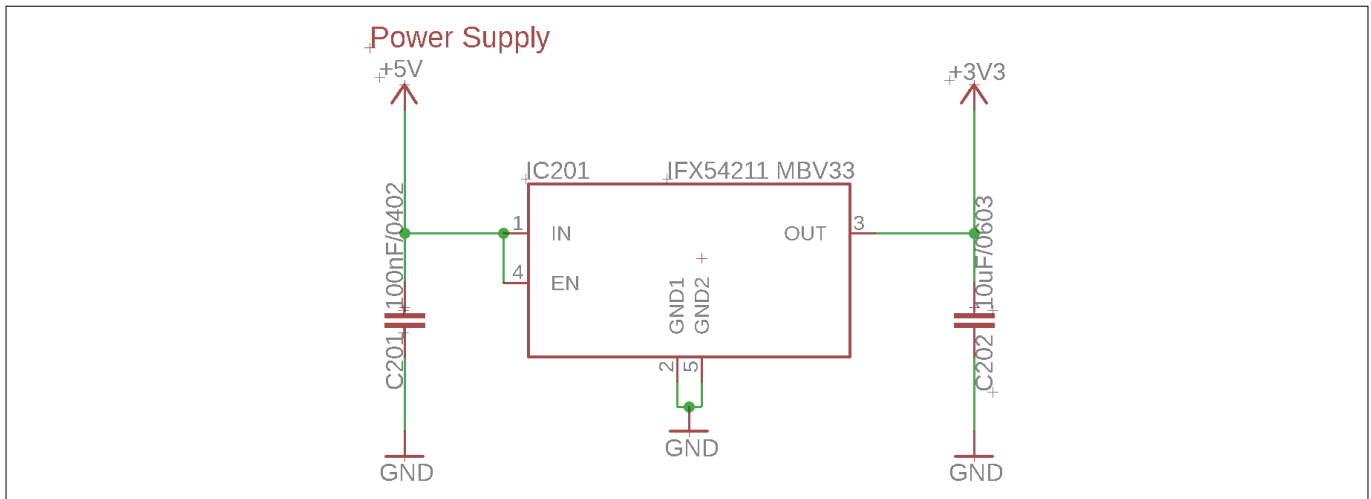 Power Supply
+5V
+3V3
IC201
IFX54211 MBV33
100nF/0402
10uF/0603
1
IN
OUT
3
4
EN
GND1
GND2
C201
C202
2
5
GND
GND
GND